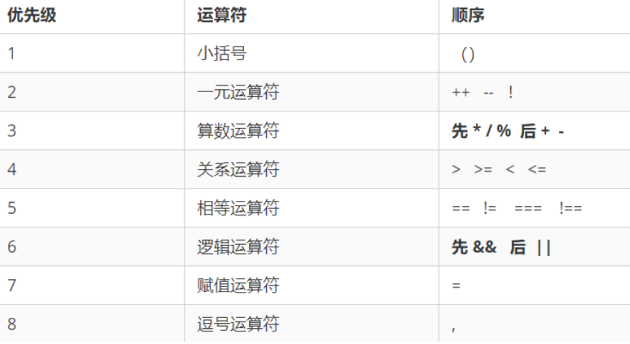 优先级 运算符 顺序
1 小括号 ()
2 一元运算符 ++ -- !
3 算数运算符 先 * / % 后 + -
4 关系运算符 > >= < <=
5 相等运算符 == != === !==
6 逻辑运算符 先 && 后 ||
7 赋值运算符 =
8 逗号运算符 ,